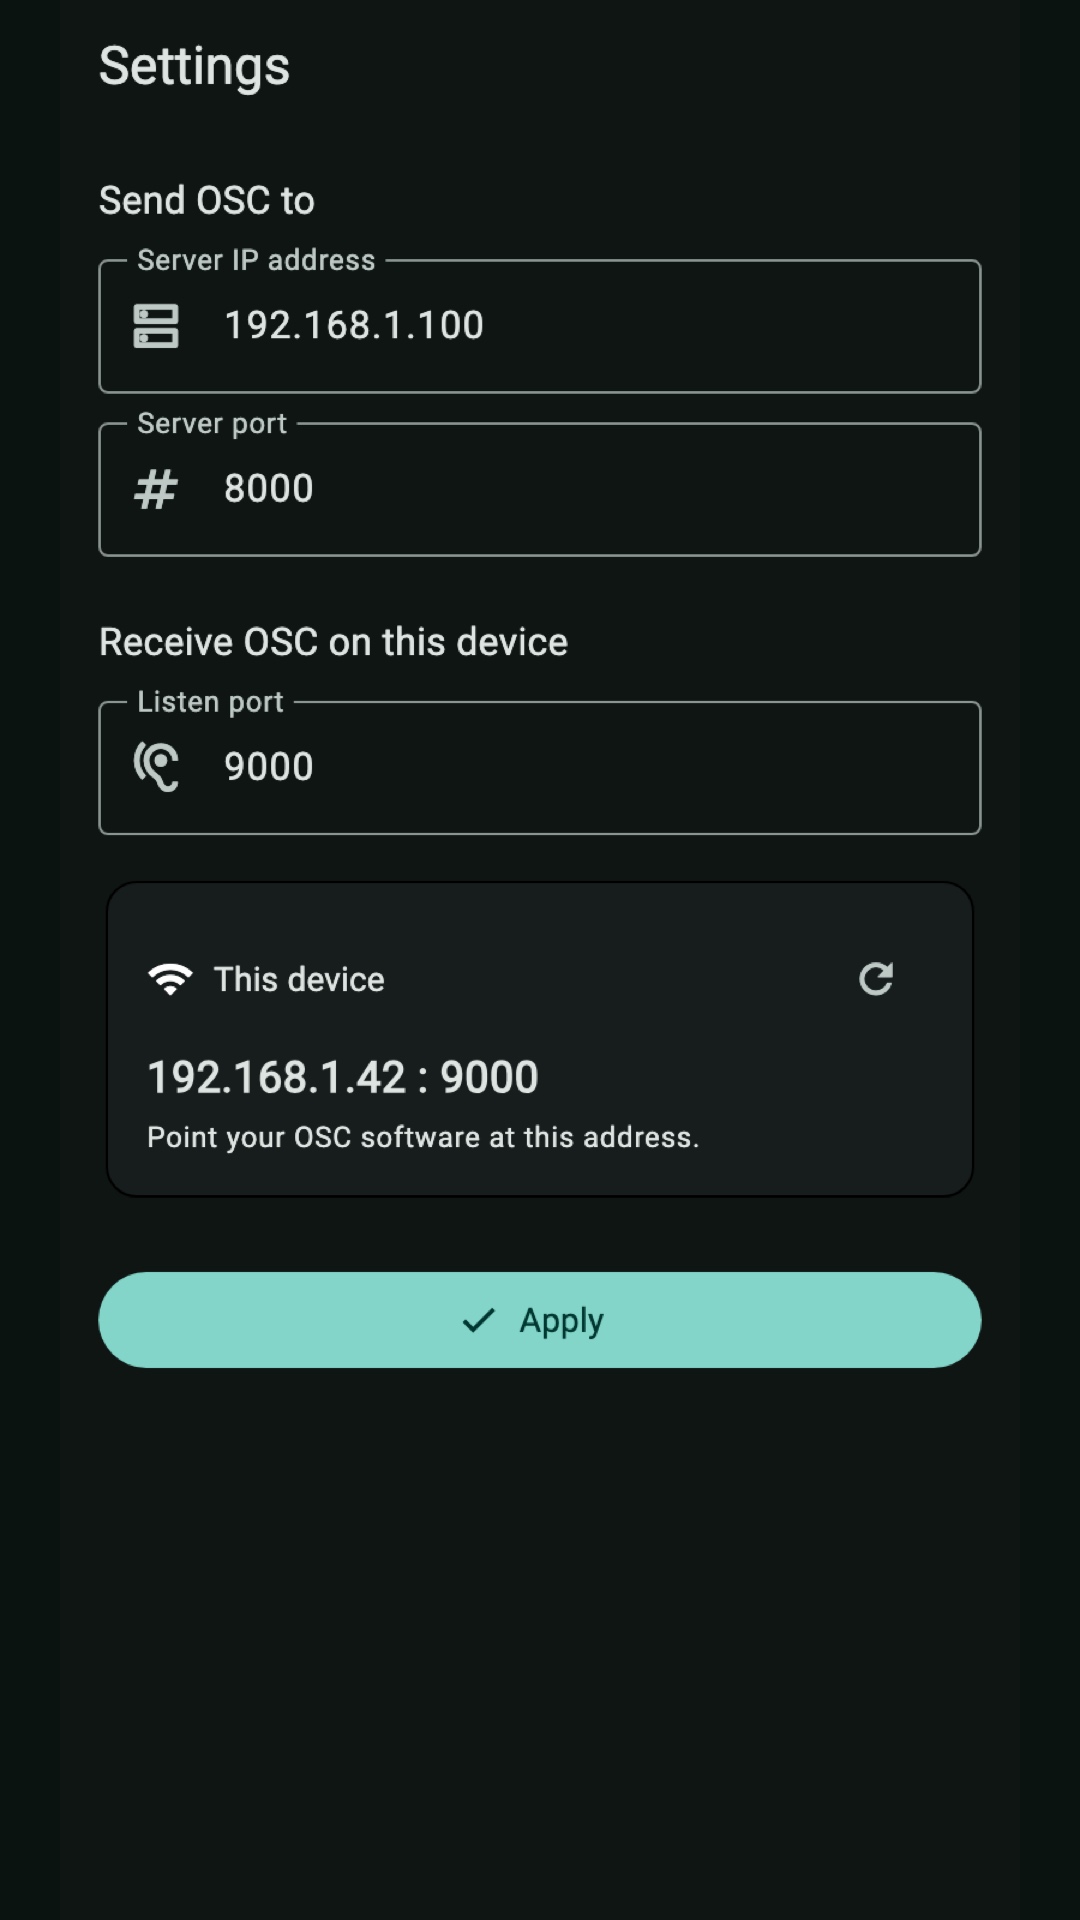 Settings
Send OSC to
Server IP address
192.168.1.100
Server port
8000
Receive OSC on this device
Listen port
9000
This device
192.168.1.42 : 9000
Point your OSC software at this address.
Apply